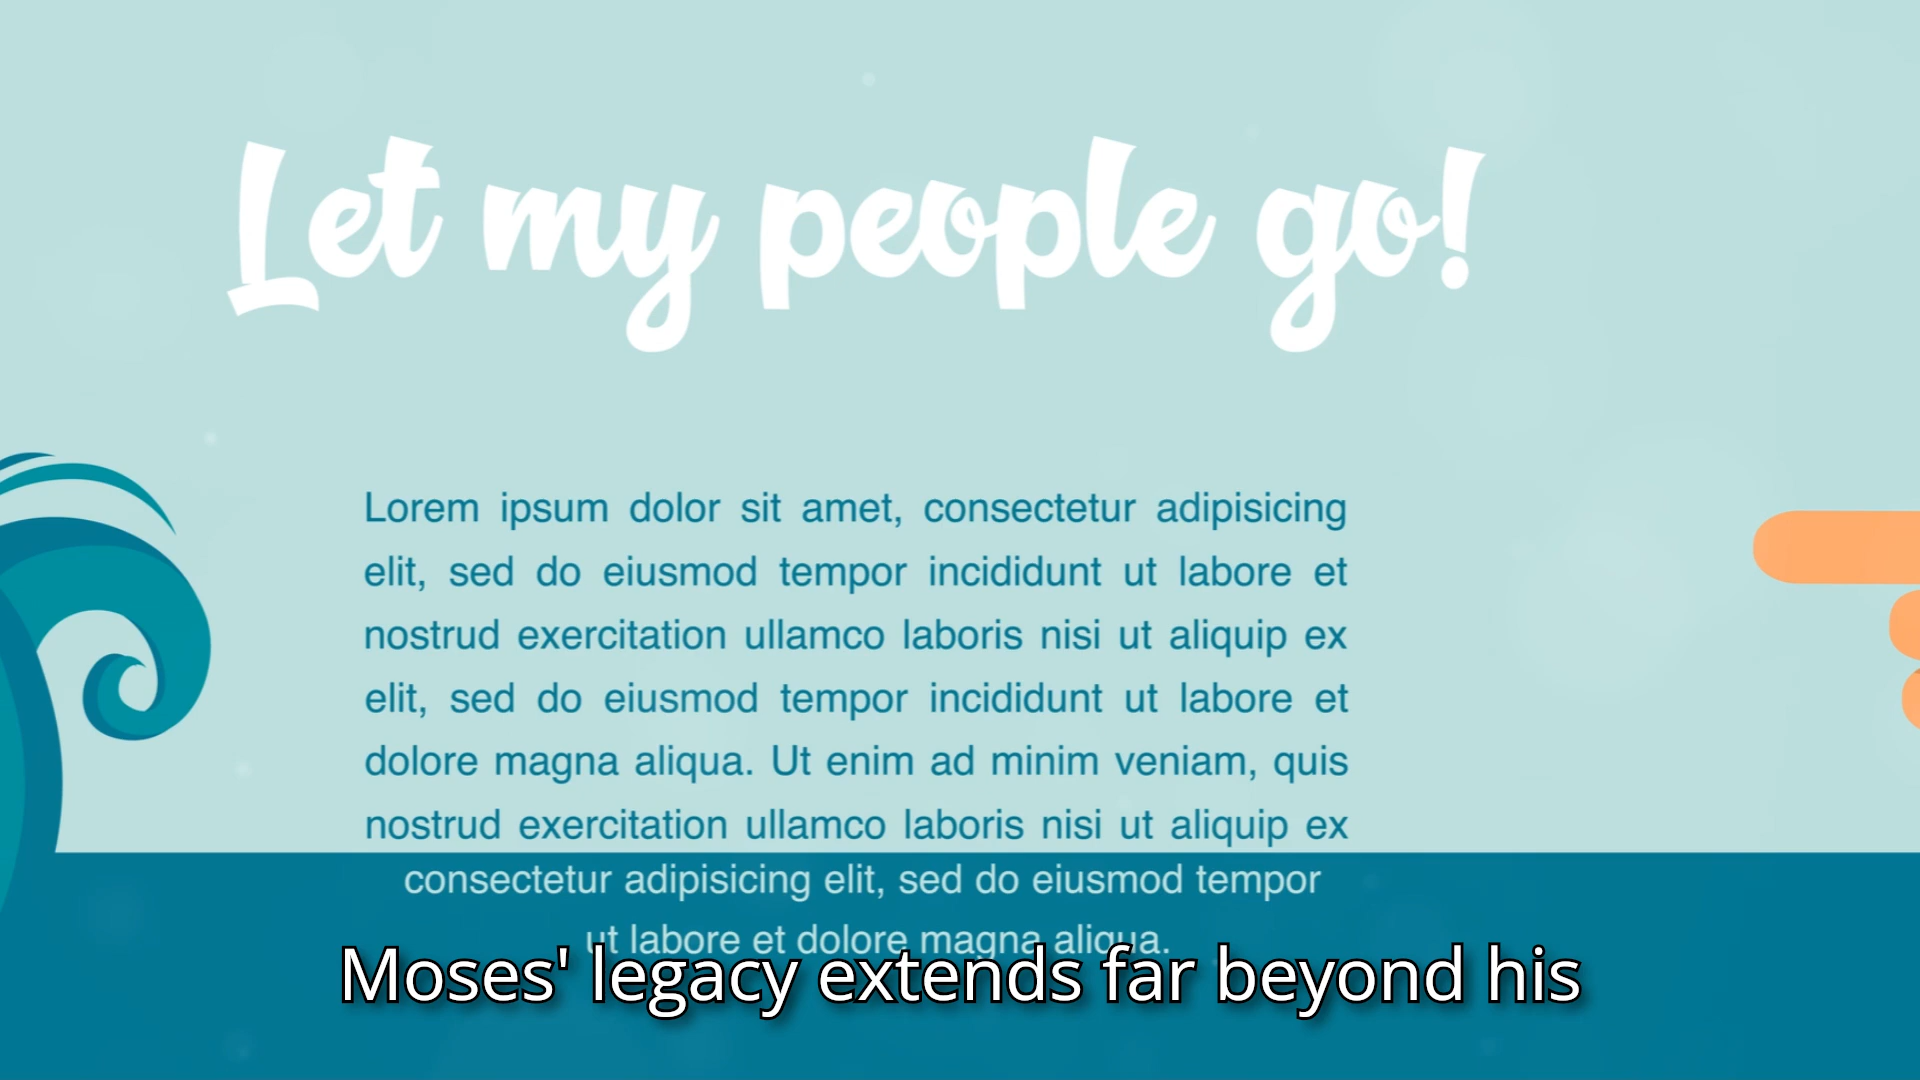 Let my people go!
Lorem ipsum dolor sit amet, consectetur adipisicing
elit, sed do eiusmod tempor incididunt ut labore et
nostrud exercitation ullamco laboris nisi ut aliquip ex
elit, sed do eiusmod tempor incididunt ut labore et
dolore magna aliqua. Ut enim ad minim veniam, quis
nostrud exercitation ullamco laboris nisi ut aliquip ex
consectetur adipisicing elit, sed do eiusmod tempor
ut labore et dolore magna aliqua.
Moses' legacy extends far beyond his